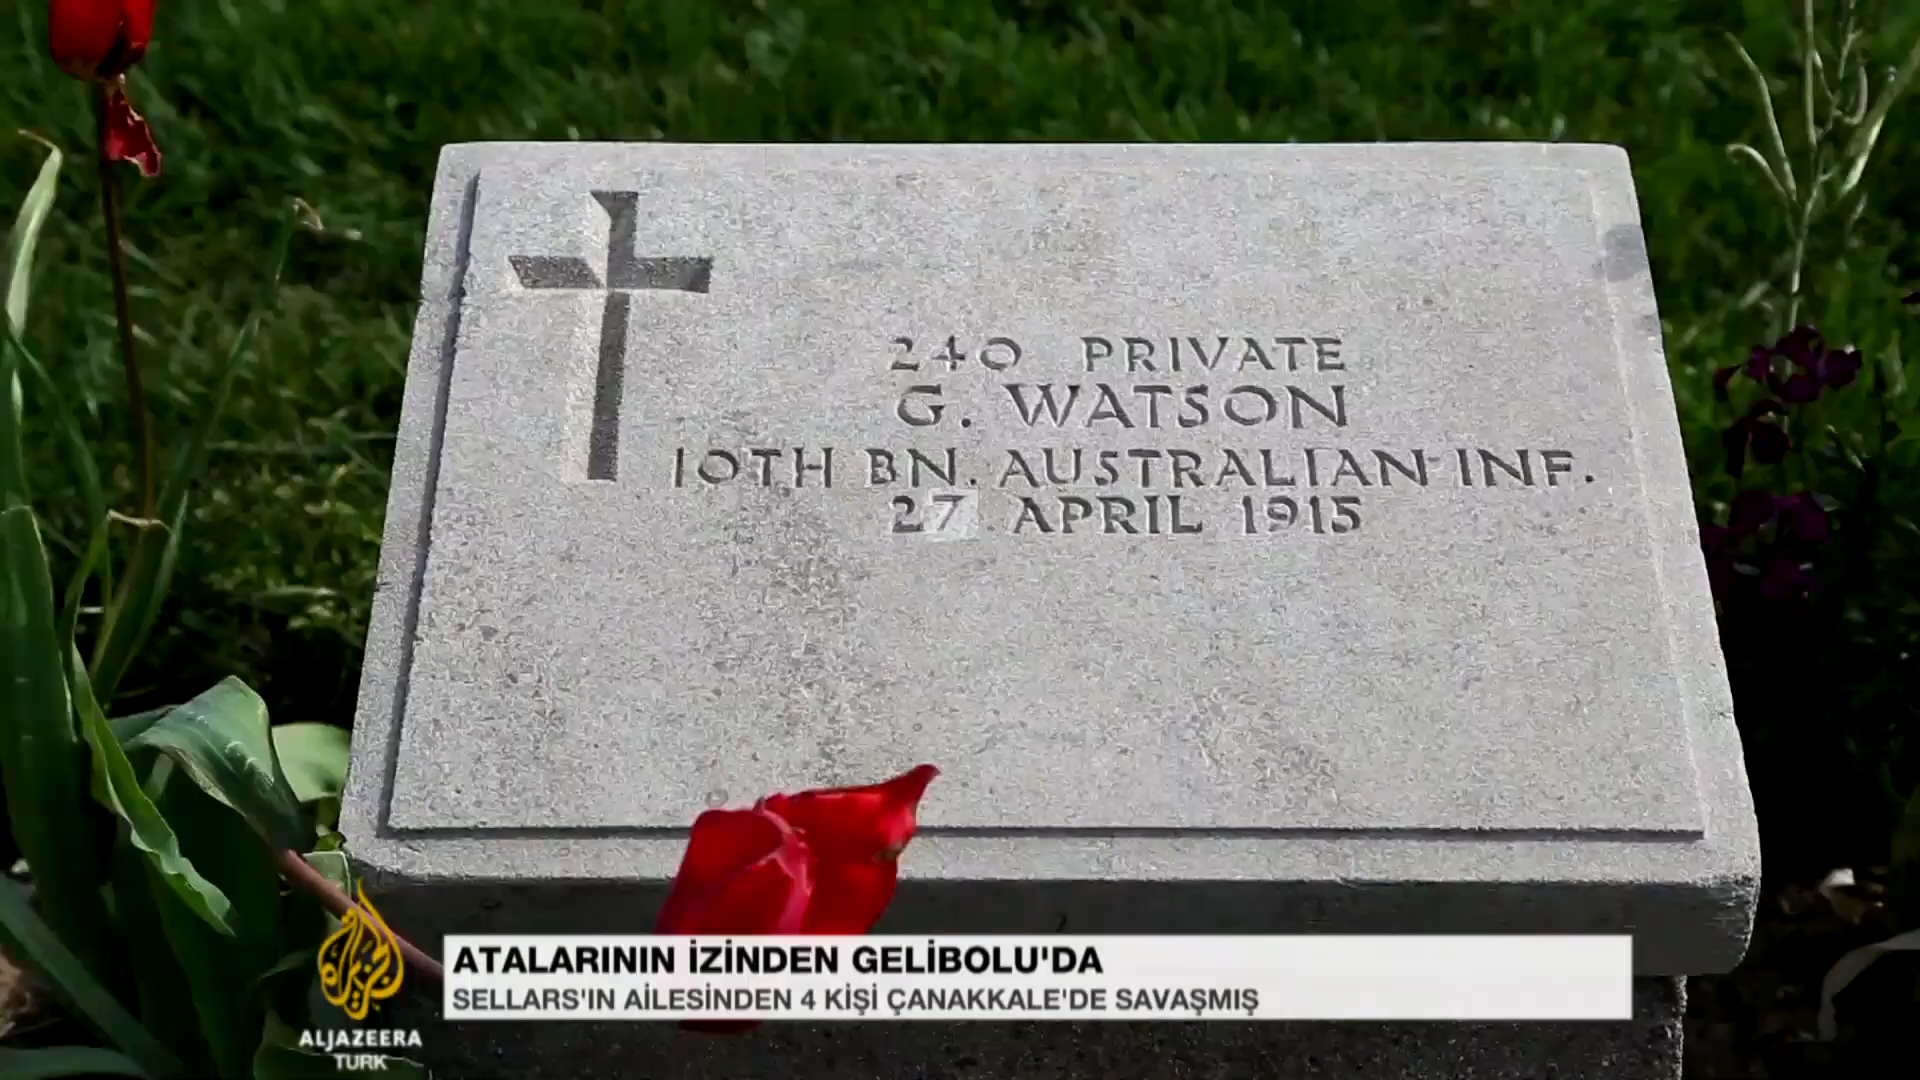 240 PRIVATE
G. WATSON
10TH BN. AUSTRALIAN INF.
27 APRIL 1915
ATALARININ İZİNDEN GELİBOLU'DA
SELLARS'IN AİLESİNDEN 4 KİŞİ ÇANAKKALE'DE SAVAŞMIŞ
ALJAZEERA
TURK